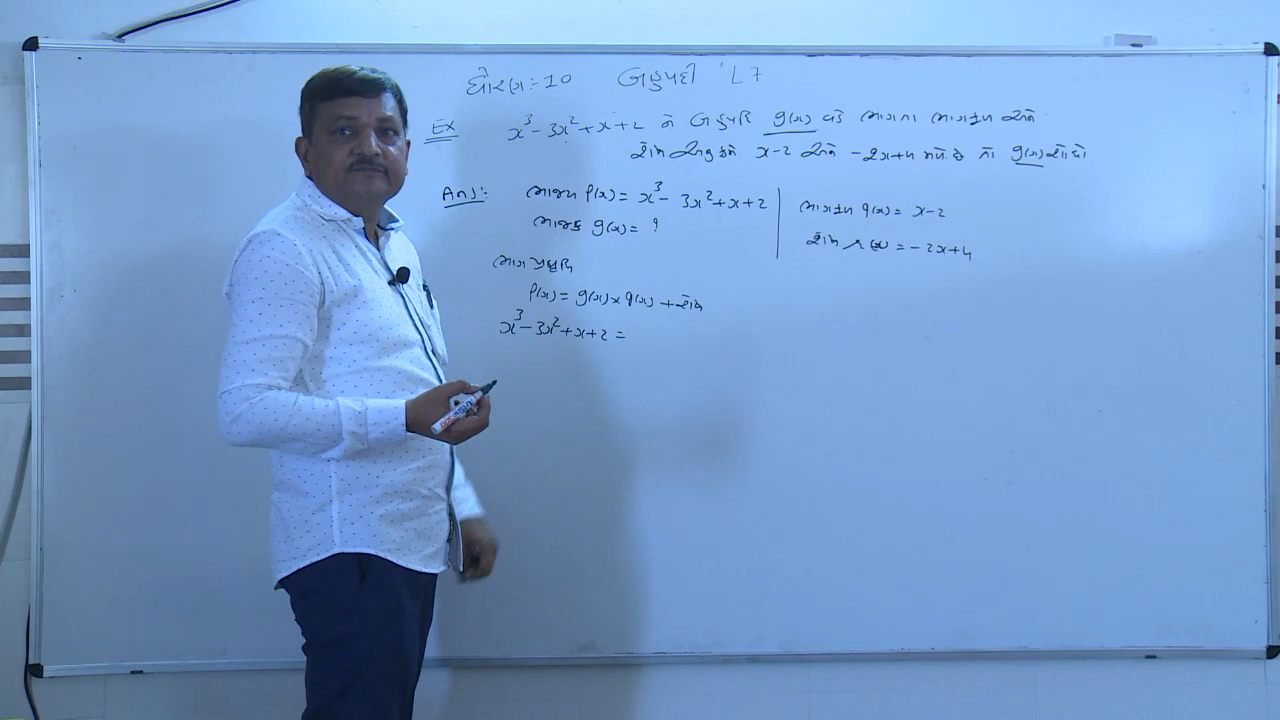 ધોરણ:-10 બહુપદી L7
Ex x³-3x²+x+2 ને બહુપદિ g(x) વડે ભાગતા ભાગફળ અને
શેષ અનુક્રમે x-2 અને -2x+4 મળે છે તો g(x) શોધો
Ans:- ભાજ્ય P(x) = x³-3x²+x+2
ભાજક g(x) = ?
ભાગફળ q(x) = x-2
શેષ r(x) = -2x+4
ભાગ પ્રવૃધિ
P(x) = g(x) x q(x) + શેષ
x³-3x²+x+2 =